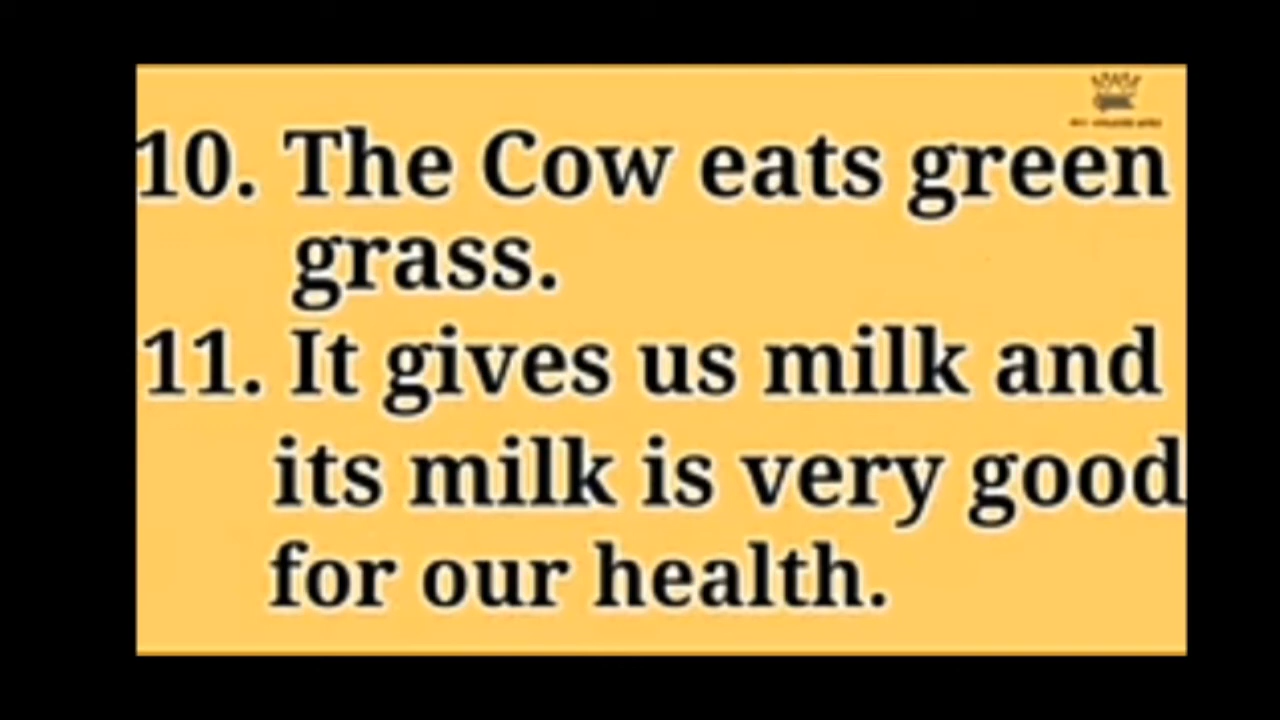 10. The Cow eats green
grass.
11. It gives us milk and
its milk is very good
for our health.